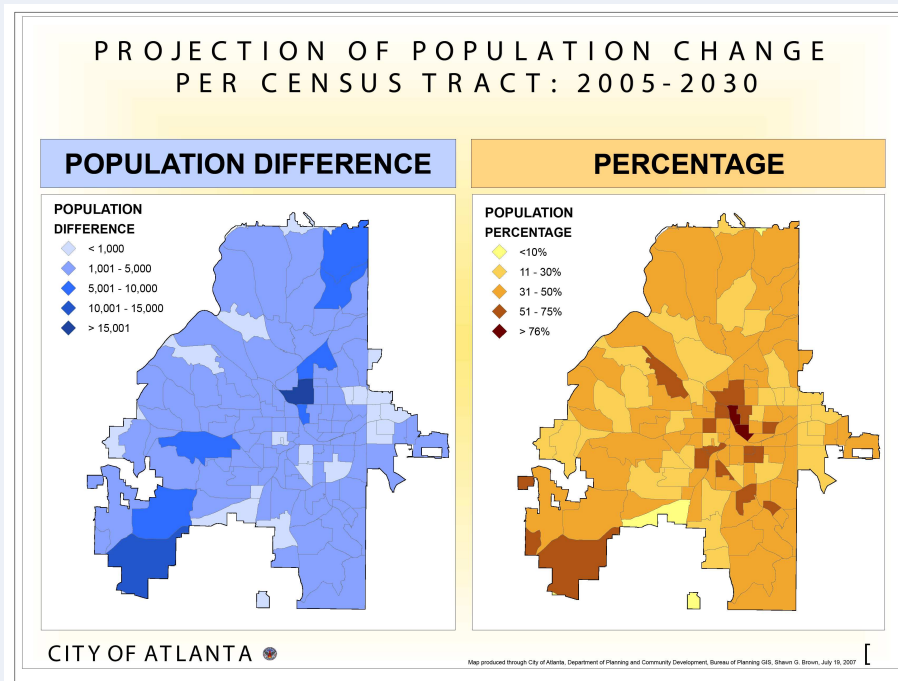 PROJECTION OF POPULATION CHANGE
PER CENSUS TRACT: 2005-2030
POPULATION DIFFERENCE
POPULATION
DIFFERENCE
< 1,000
1,001 - 5,000
5,001 - 10,000
10,001 - 15,000
> 15,001
PERCENTAGE
POPULATION
PERCENTAGE
<10%
11 - 30%
31 - 50%
51 - 75%
> 76%
CITY OF ATLANTA
Map produced through City of Atlanta, Department of Planning and Community Development, Bureau of Planning GIS, Shawn G. Brown, July 19, 2007
[